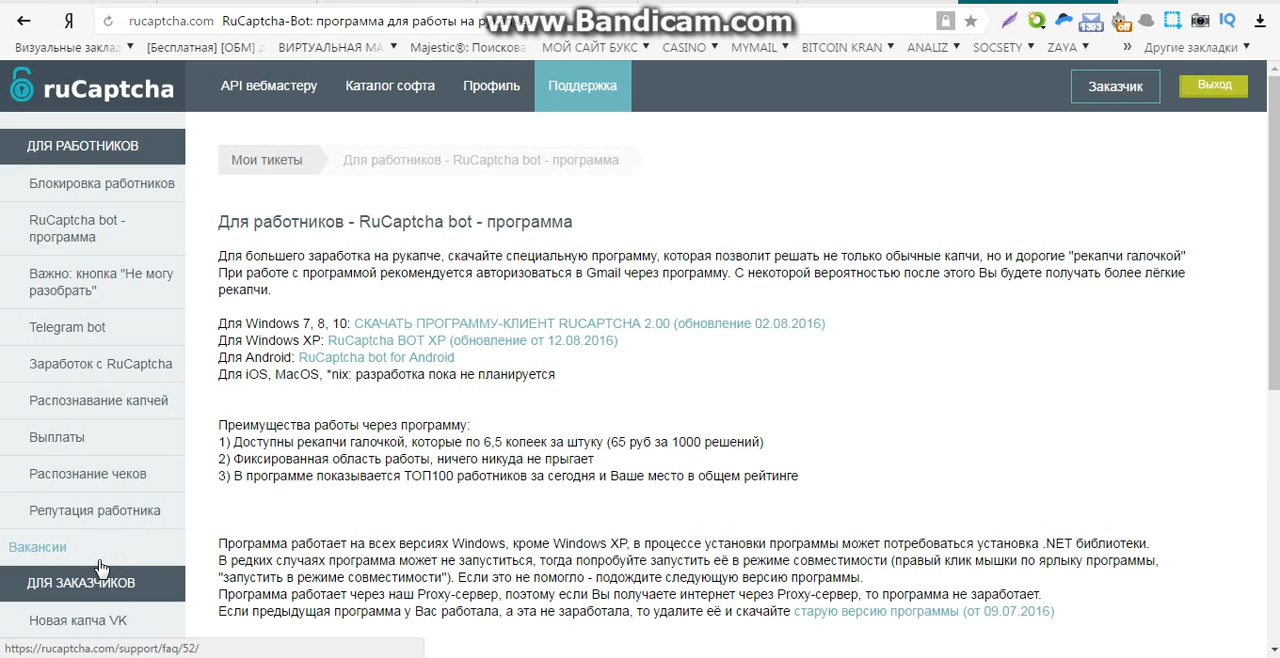 Я rucaptcha.com RuCaptcha-Bot: программа для работы на
www.Bandicam.com
1393 off IQ
Визуальные заклад [Бесплатная] [ОБМ] ВИРТУАЛЬНАЯ МА Majestic®: Поискова МОЙ САЙТ БУКС CASINO MYMAIL BITCOIN KRAN ANALIZ SOCSETY ZAYA » Другие закладки
ruCaptcha API вебмастеру Каталог софта Профиль Поддержка Заказчик Выход
ДЛЯ РАБОТНИКОВ
Блокировка работников
RuCaptcha bot -
программа
Важно: кнопка "Не могу
разобрать"
Telegram bot
Заработок с RuCaptcha
Распознавание капчей
Выплаты
Распознание чеков
Репутация работника
Вакансии
ДЛЯ ЗАКАЗЧИКОВ
Новая капча VK
https://rucaptcha.com/support/faq/52/
Мои тикеты Для работников - RuCaptcha bot - программа
Для работников - RuCaptcha bot - программа
Для большего заработка на рукапче, скачайте специальную программу, которая позволит решать не только обычные капчи, но и дорогие "рекапчи галочкой"
При работе с программой рекомендуется авторизоваться в Gmail через программу. С некоторой вероятностью после этого Вы будете получать более лёгкие
рекапчи.
Для Windows 7, 8, 10: СКАЧАТЬ ПРОГРАММУ-КЛИЕНТ RUCAPTCHA 2.00 (обновление 02.08.2016)
Для Windows XP: RuCaptcha BOT XP (обновление от 12.08.2016)
Для Android: RuCaptcha bot for Android
Для iOS, MacOS, *nix: разработка пока не планируется
Преимущества работы через программу:
1) Доступны рекапчи галочкой, которые по 6,5 копеек за штуку (65 руб за 1000 решений)
2) Фиксированная область работы, ничего никуда не прыгает
3) В программе показывается ТОП100 работников за сегодня и Ваше место в общем рейтинге
Программа работает на всех версиях Windows, кроме Windows XP, в процессе установки программы может потребоваться установка .NET библиотеки.
В редких случаях программа может не запуститься, тогда попробуйте запустить её в режиме совместимости (правый клик мышки по ярлыку программы,
"запустить в режиме совместимости"). Если это не помогло - подождите следующую версию программы.
Программа работает через наш Proxy-сервер, поэтому если Вы получаете интернет через Proxy-сервер, то программа не заработает.
Если предыдущая программа у Вас работала, а эта не заработала, то удалите её и скачайте старую версию программы (от 09.07.2016)